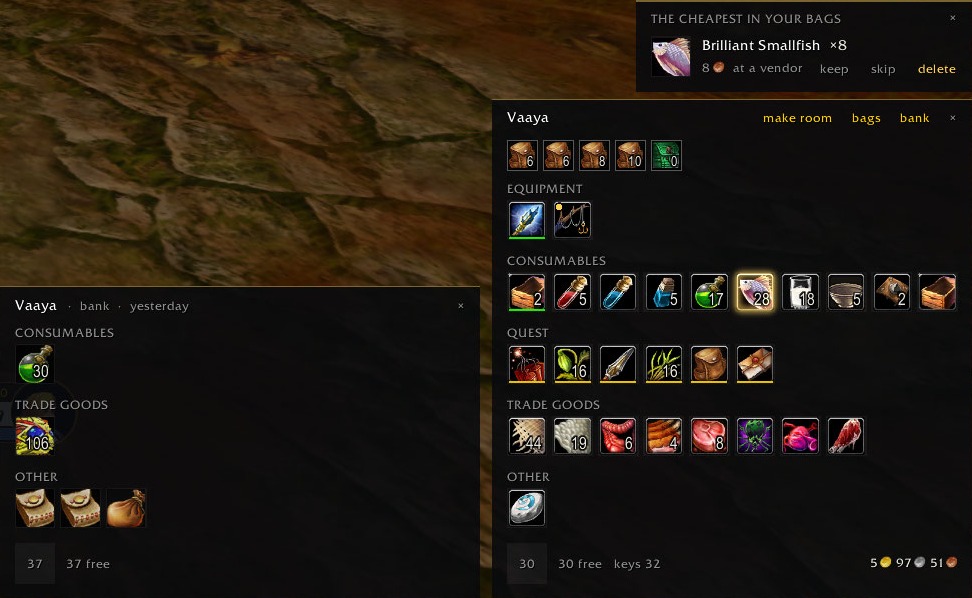 THE CHEAPEST IN YOUR BAGS ×
Brilliant Smallfish ×8
8 at a vendor keep skip delete
Vaaya make room bags bank ×
6 6 8 10 0
EQUIPMENT
CONSUMABLES
2 5 5 17 28 18 5 2
QUEST
16 16
TRADE GOODS
44 19 6 4 8
OTHER
30 30 free keys 32 5 97 51
Vaaya · bank · yesterday ×
CONSUMABLES
30
TRADE GOODS
106
OTHER
37 37 free